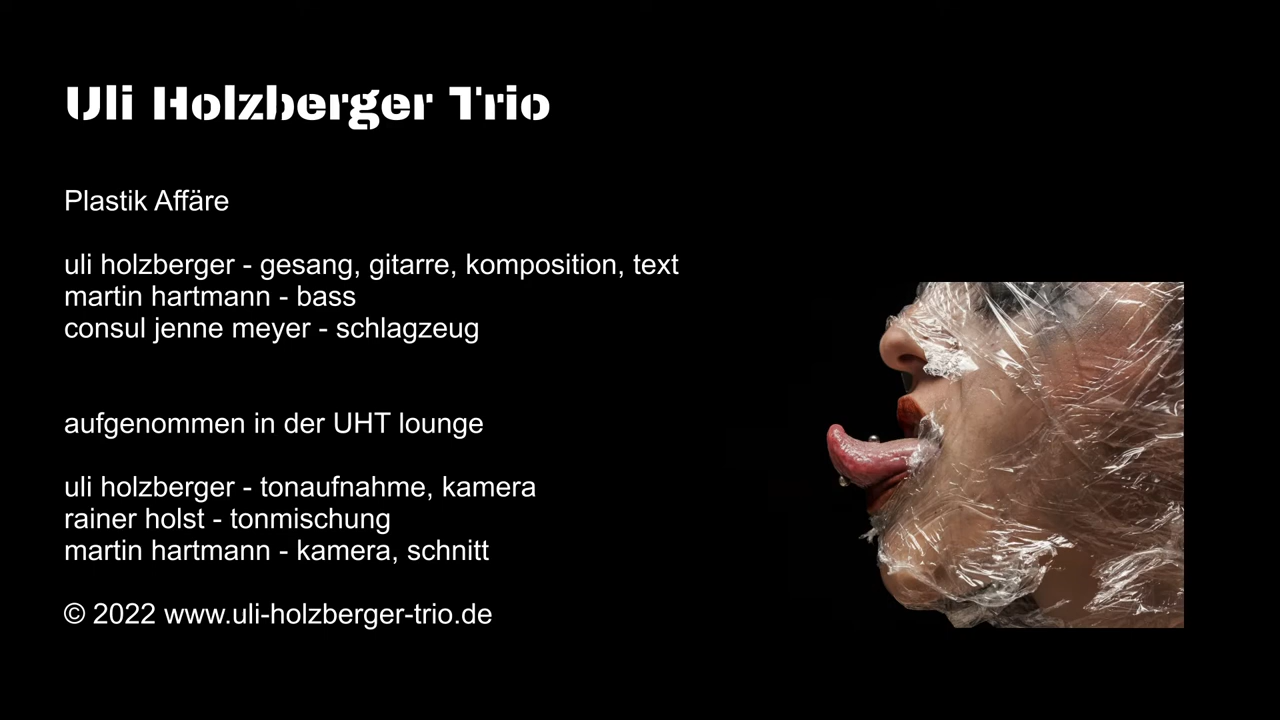 Uli Holzberger Trio
Plastik Affäre
uli holzberger - gesang, gitarre, komposition, text
martin hartmann - bass
consul jenne meyer - schlagzeug
aufgenommen in der UHT lounge
uli holzberger - tonaufnahme, kamera
rainer holst - tonmischung
martin hartmann - kamera, schnitt
© 2022 www.uli-holzberger-trio.de